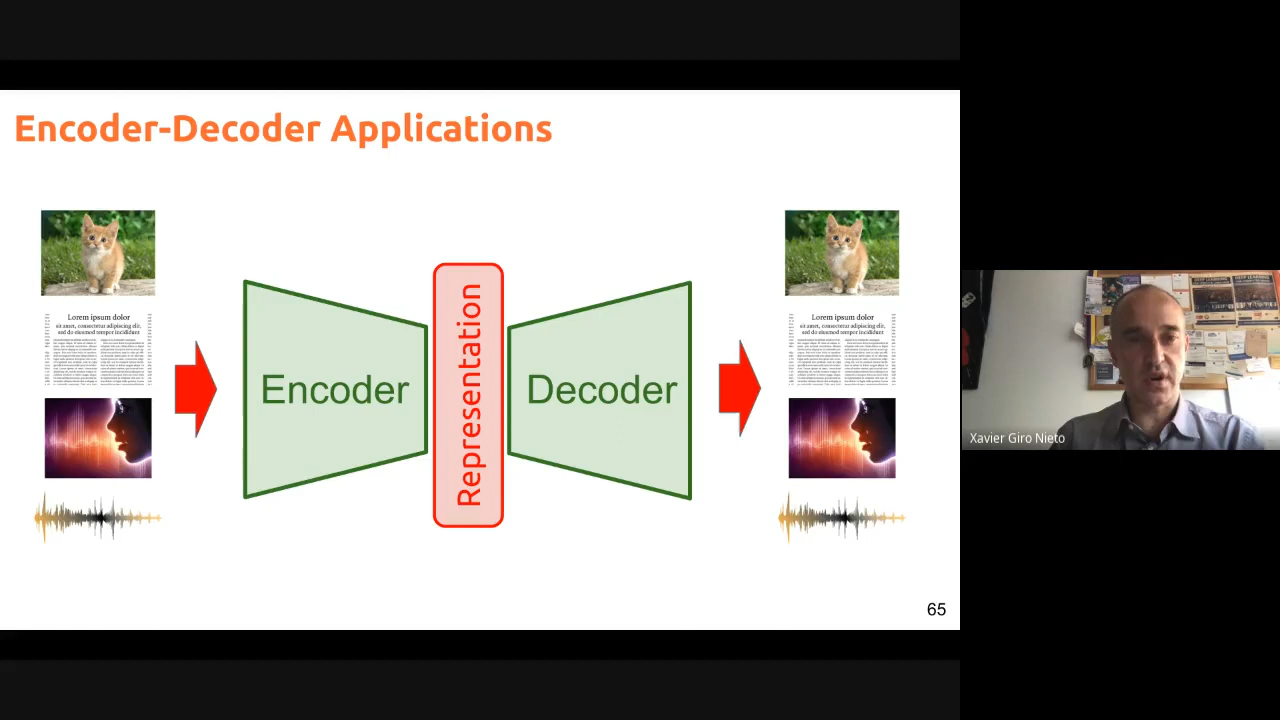 Encoder-Decoder Applications
Lorem ipsum dolor
sit amet, consectetur adipiscing elit,
sed do eiusmod tempor incididunt
Encoder
Representation
Decoder
Lorem ipsum dolor
sit amet, consectetur adipiscing elit,
sed do eiusmod tempor incididunt
65
Xavier Giro Nieto